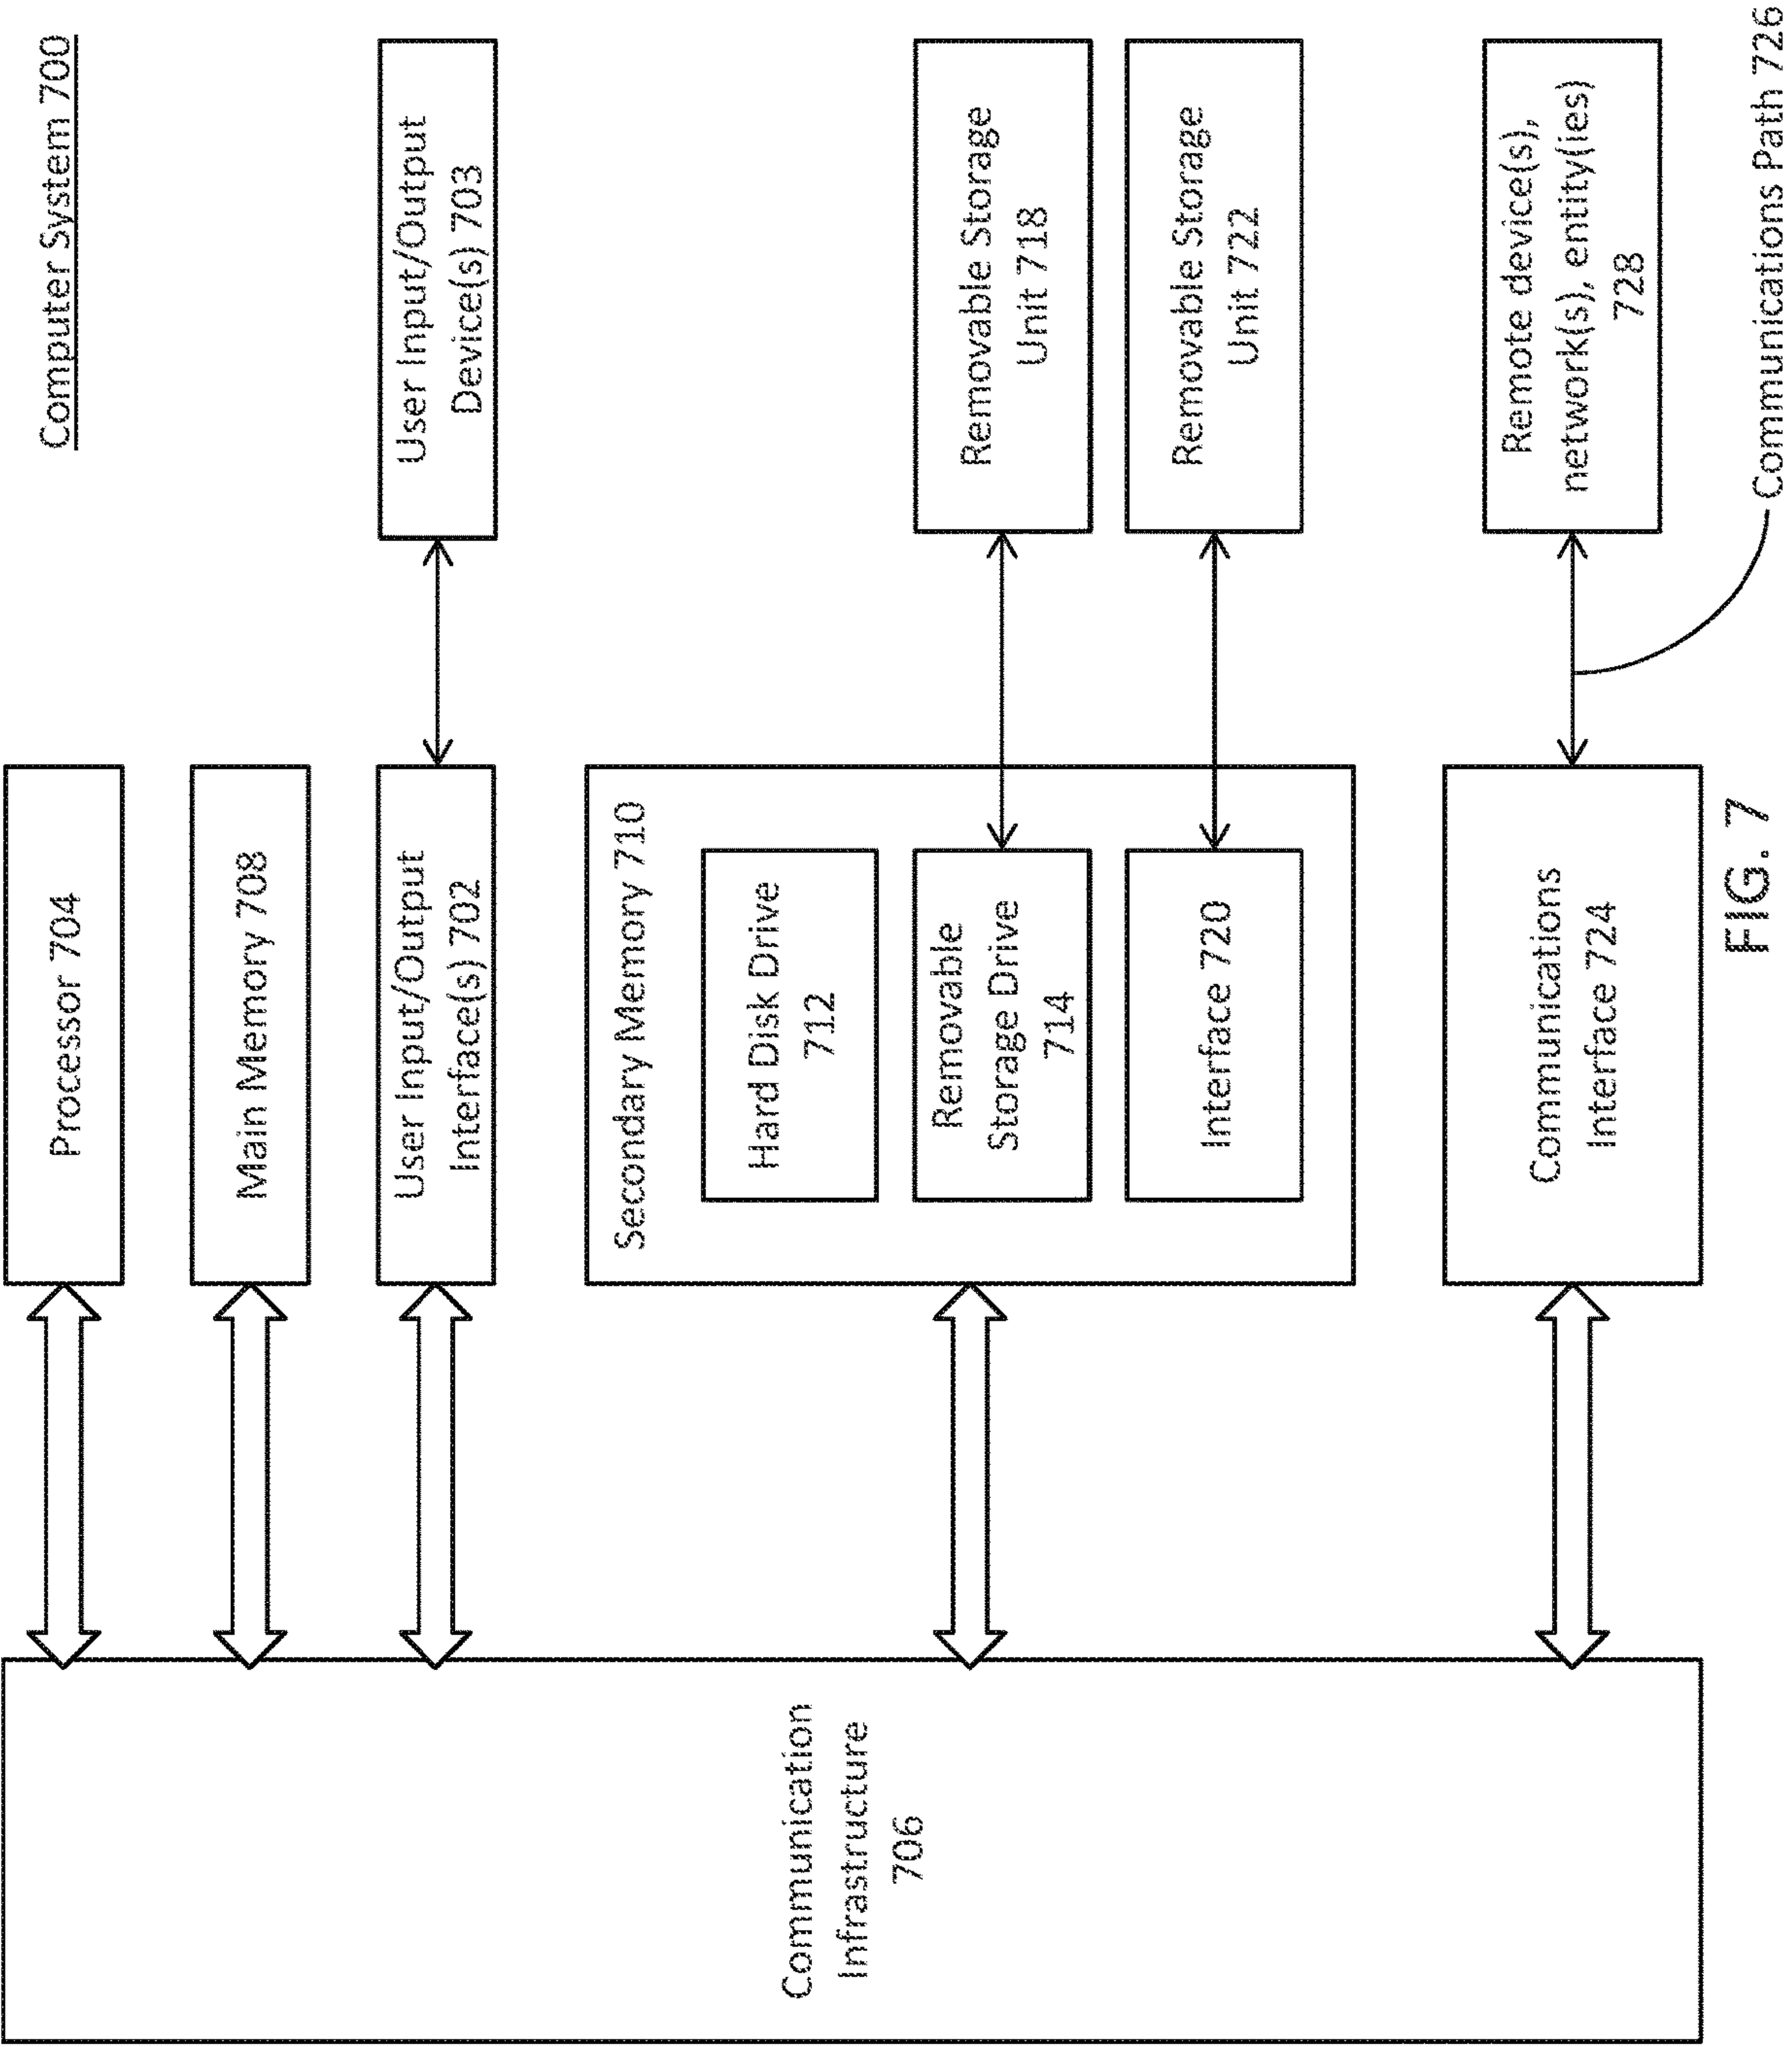 Computer System 700
Processor 704
Main Memory 708
User Input/Output
Interface(s) 702
User Input/Output
Device(s) 703
Communication
Infrastructure
706
Secondary Memory 710
Hard Disk Drive
712
Removable
Storage Drive
714
Removable Storage
Unit 718
Interface 720
Removable Storage
Unit 722
Communications
Interface 724
Remote device(s),
network(s), entity(ies)
728
Communications Path 726
FIG. 7